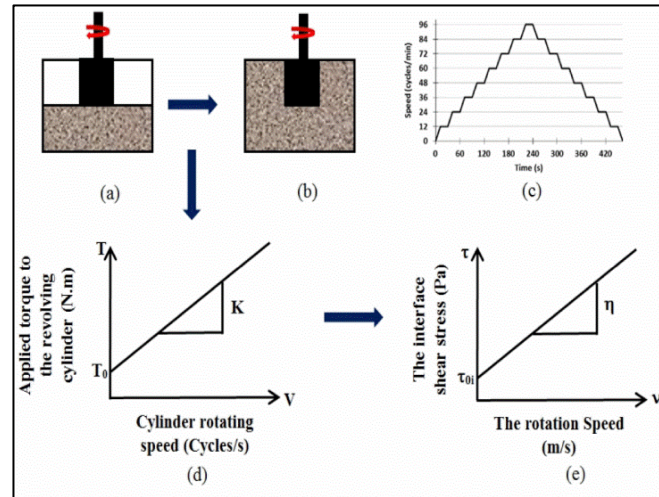 (a)
(b)
Speed (cycles/min)
96
84
72
60
48
36
24
12
0
0 60 120 180 240 300 360 420
Time (s)
(c)
Applied torque to
the revolving
cylinder (N.m)
T
K
T₀
V
Cylinder rotating
speed (Cycles/s)
(d)
The interface
shear stress (Pa)
τ
η
τ₀ᵢ
v
The rotation Speed
(m/s)
(e)